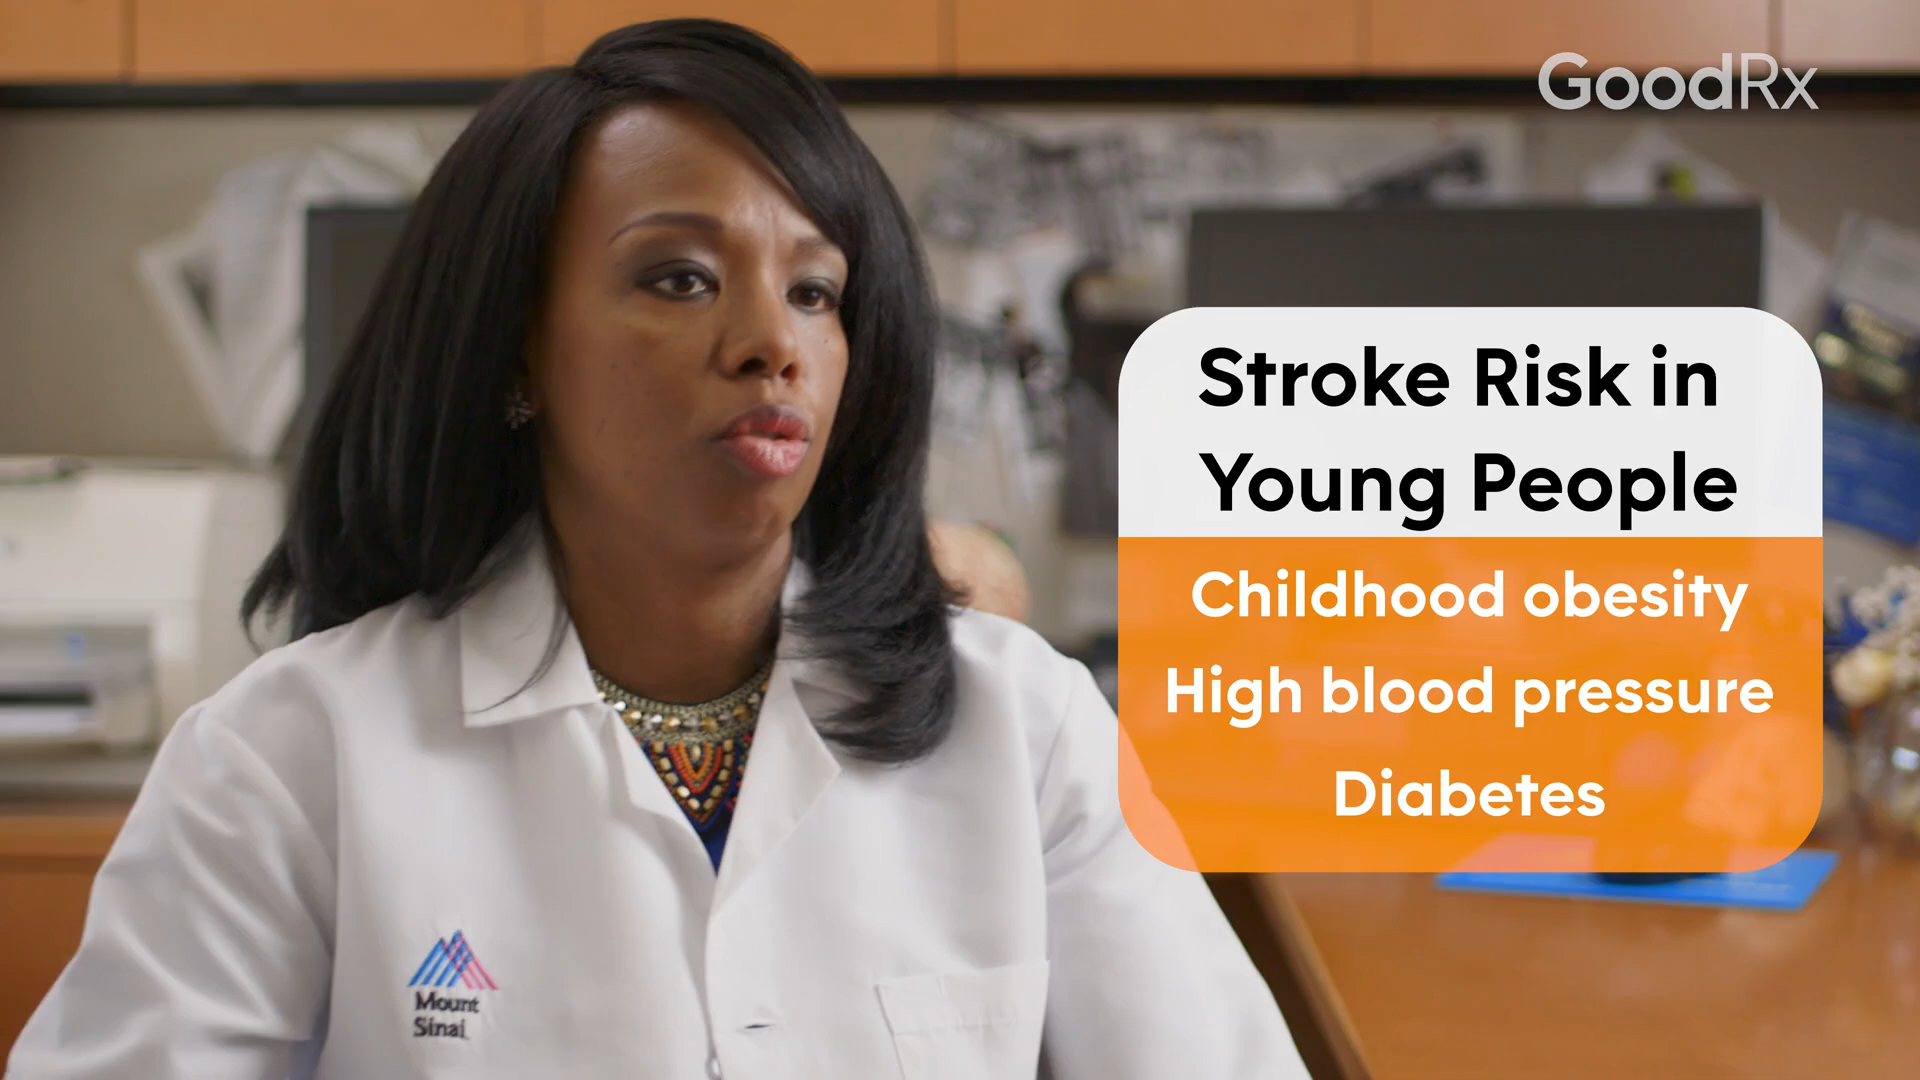 GoodRx
Stroke Risk in
Young People
Childhood obesity
High blood pressure
Diabetes
Mount
Sinai